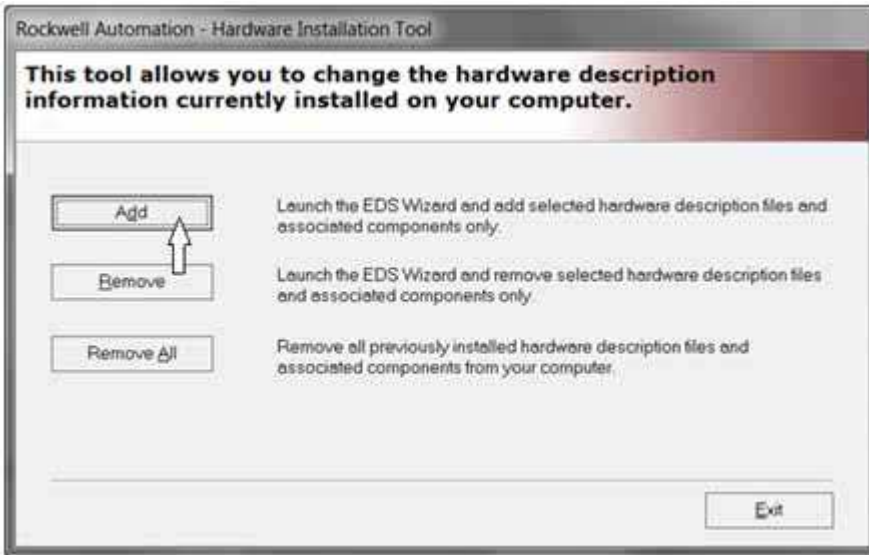 Rockwell Automation - Hardware Installation Tool
This tool allows you to change the hardware description
information currently installed on your computer.
Add
Launch the EDS Wizard and add selected hardware description files and
associated components only.
Remove
Launch the EDS Wizard and remove selected hardware description files
and associated components only.
Remove All
Remove all previously installed hardware description files and
associated components from your computer.
Exit